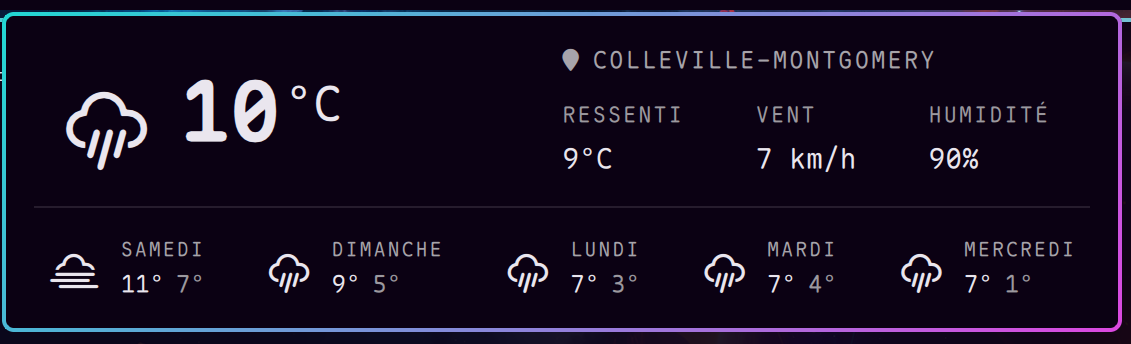 10°C
COLLEVILLE-MONTGOMERY
RESSENTI VENT HUMIDITÉ
9°C 7 km/h 90%
SAMEDI DIMANCHE LUNDI MARDI MERCREDI
11° 7° 9° 5° 7° 3° 7° 4° 7° 1°